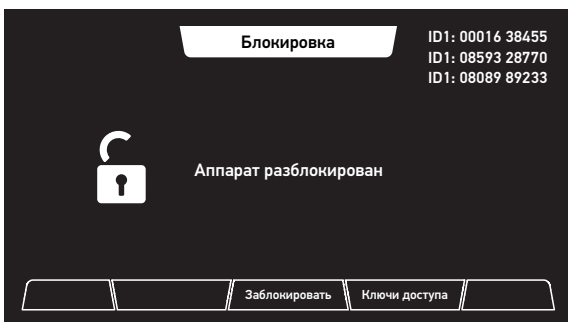 Блокировка
ID1: 00016 38455
ID1: 08593 28770
ID1: 08089 89233
Аппарат разблокирован
Заблокировать
Ключи доступа